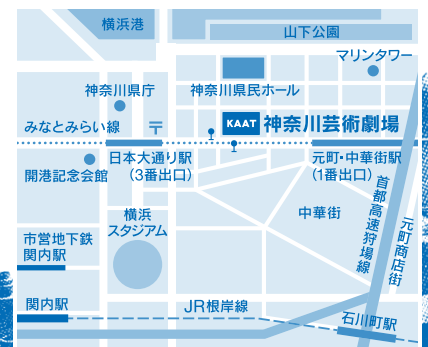 横浜港
山下公園
マリンタワー
神奈川県庁
神奈川県民ホール
みなとみらい線
〒
KAAT 神奈川芸術劇場
日本大通り駅
（3番出口）
元町・中華街駅
（1番出口）
開港記念会館
横浜
スタジアム
中華街
首都高速狩場線
元町商店街
市営地下鉄
関内駅
関内駅
JR根岸線
石川町駅